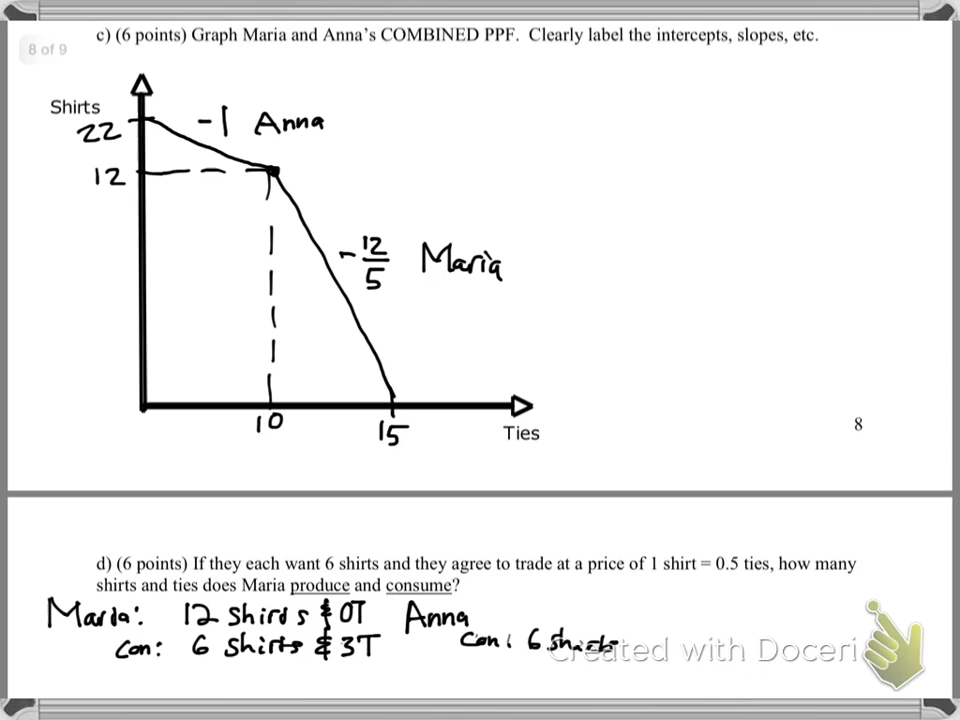 c) (6 points) Graph Maria and Anna's COMBINED PPF. Clearly label the intercepts, slopes, etc.
8 of 9
Shirts
22
-1 Anna
12
-12/5 Maria
10
15
Ties
8
d) (6 points) If they each want 6 shirts and they agree to trade at a price of 1 shirt = 0.5 ties, how many
shirts and ties does Maria produce and consume?
Maria: 12 shirts & 0T Anna
Con: 6 shirts & 3T Con: 6 shirts
Created with Doceri